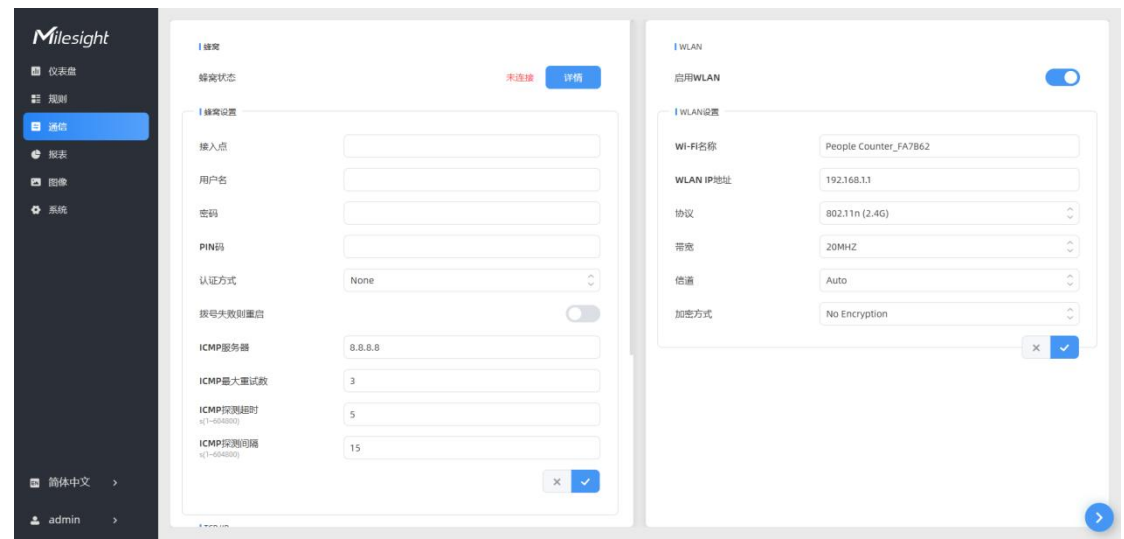 Milesight
仪表盘
规则
通信
报表
图像
系统
简体中文
admin
蜂窝
蜂窝状态
未连接
详情
蜂窝设置
接入点
用户名
密码
PIN码
认证方式
None
拨号失败则重启
ICMP服务器
8.8.8.8
ICMP最大重试数
3
ICMP探测超时
s(1~604800)
5
ICMP探测间隔
s(1~604800)
15
WLAN
启用WLAN
WLAN设置
Wi-Fi名称
People Counter_FA7B62
WLAN IP地址
192.168.1.1
协议
802.11n (2.4G)
带宽
20MHZ
信道
Auto
加密方式
No Encryption